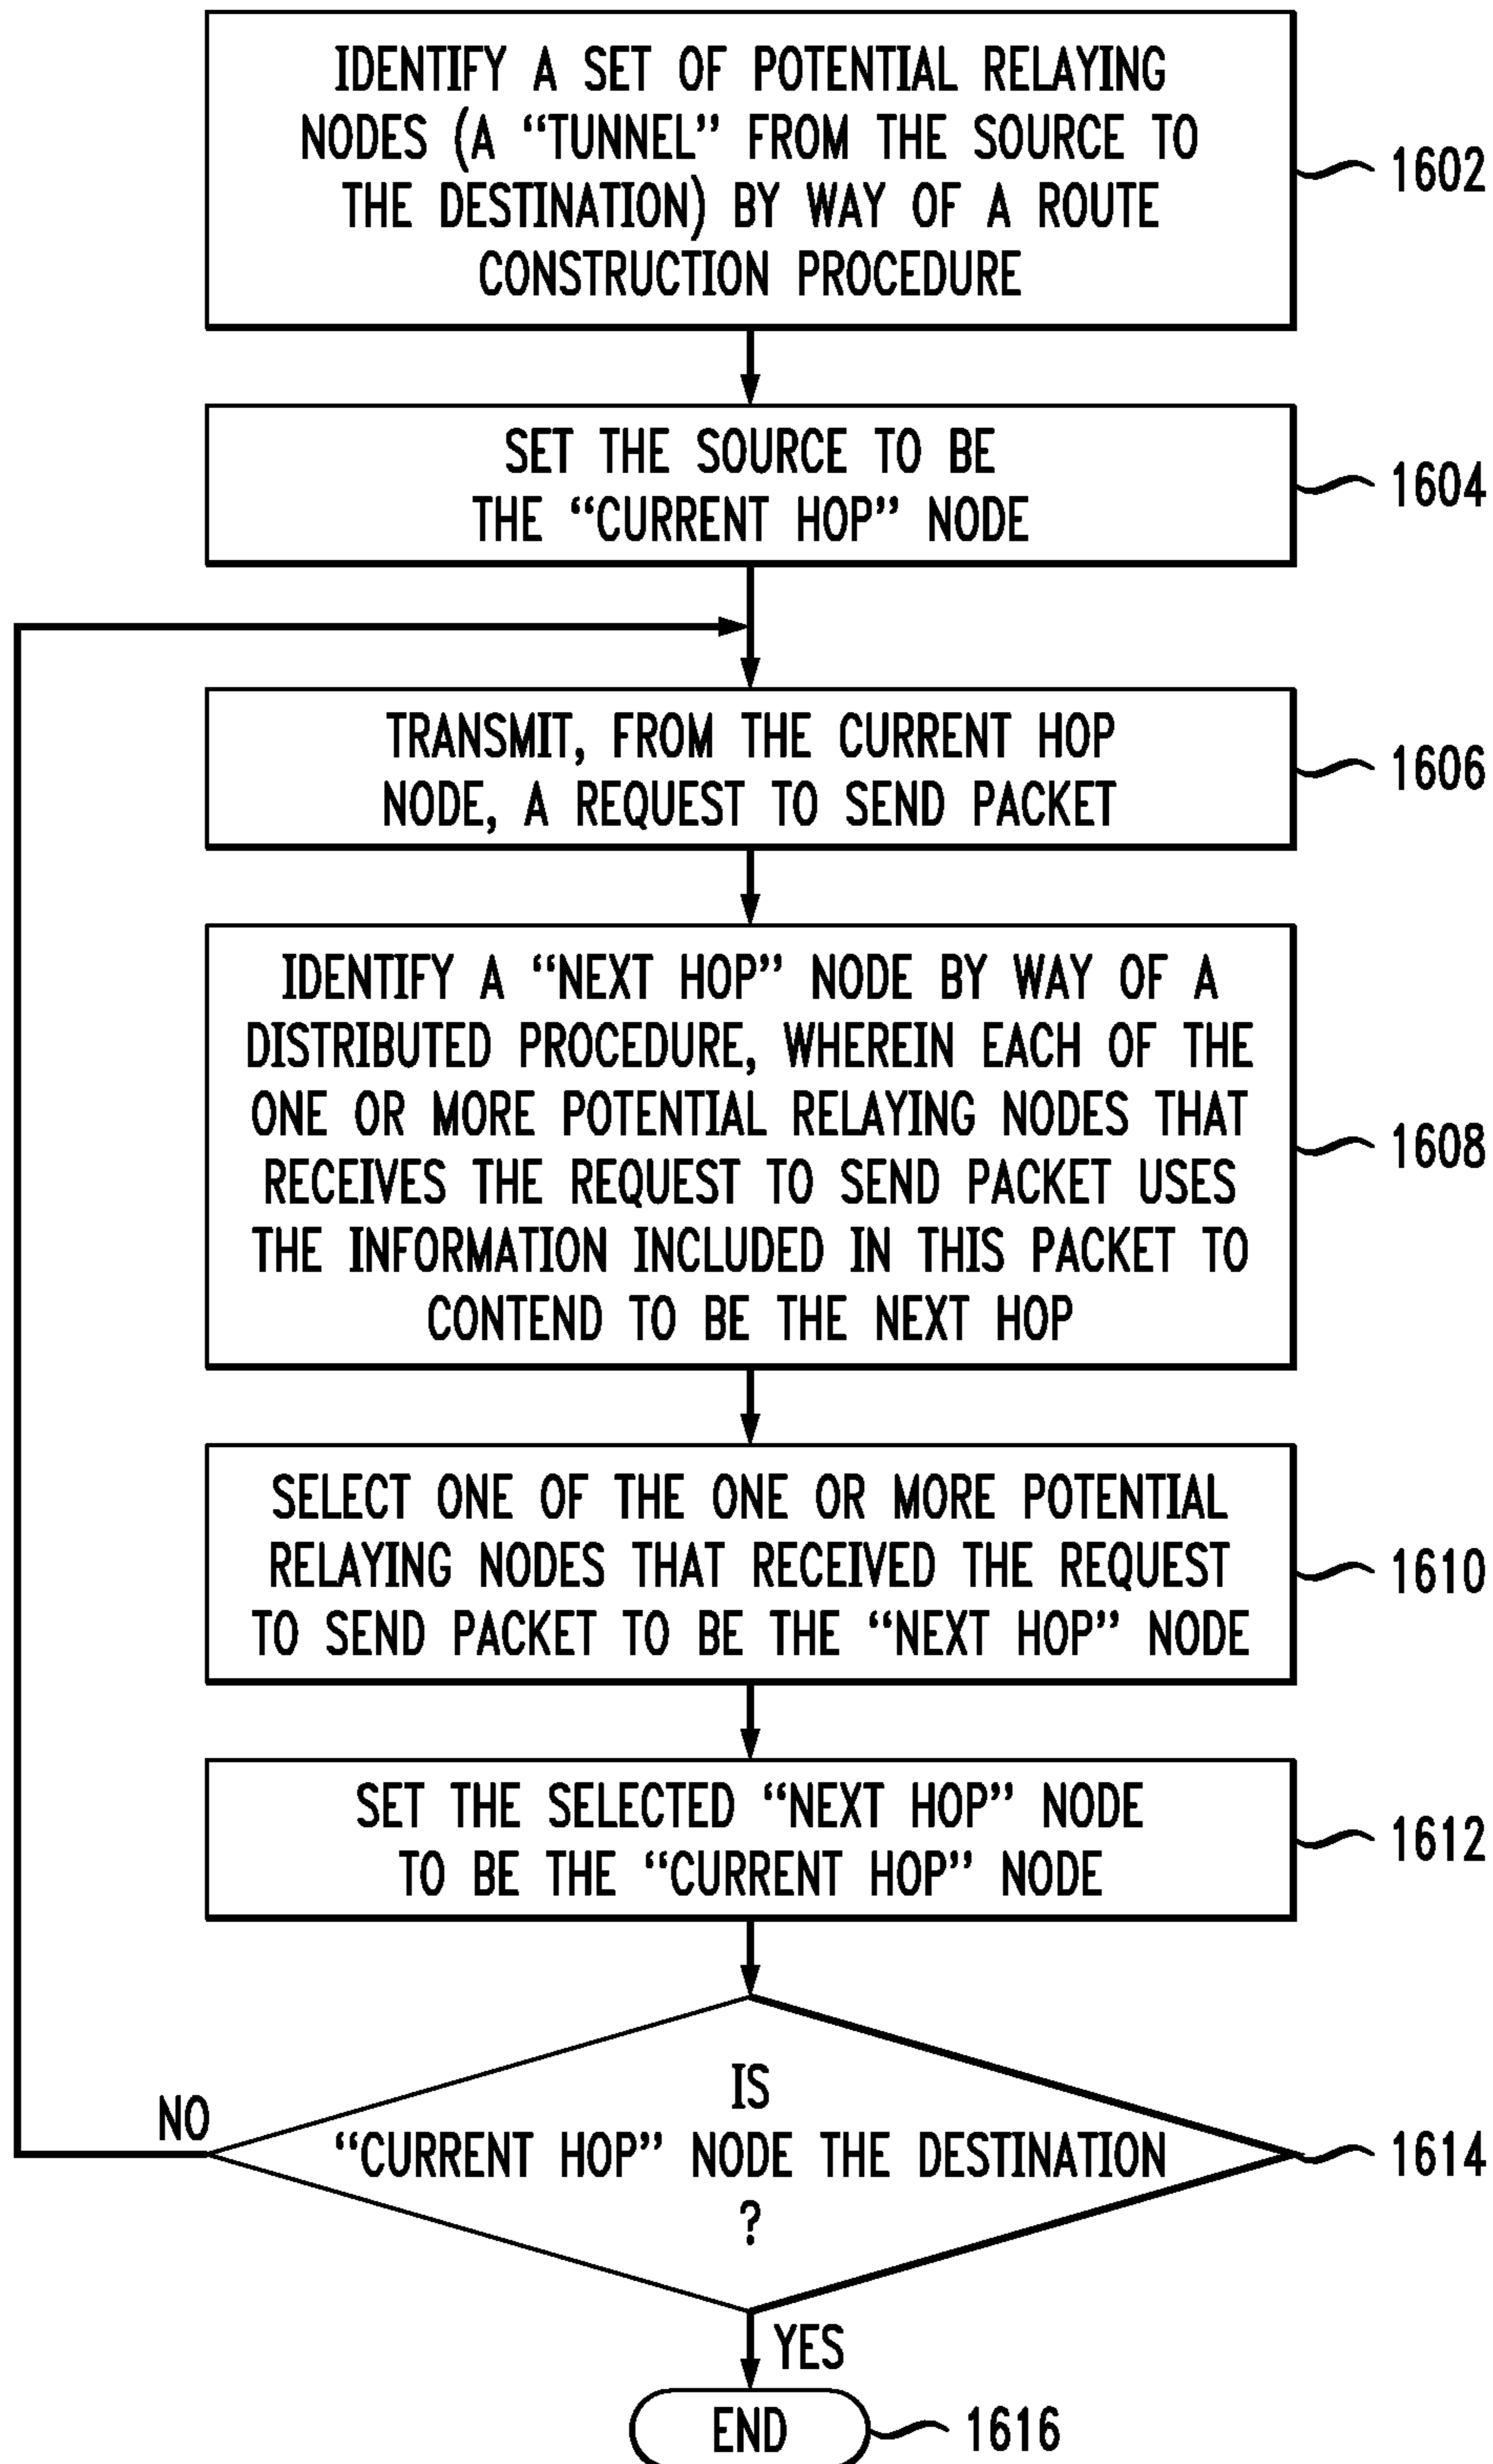 IDENTIFY A SET OF POTENTIAL RELAYING
NODES (A “TUNNEL” FROM THE SOURCE TO
THE DESTINATION) BY WAY OF A ROUTE
CONSTRUCTION PROCEDURE
1602
SET THE SOURCE TO BE
THE “CURRENT HOP” NODE
1604
TRANSMIT, FROM THE CURRENT HOP
NODE, A REQUEST TO SEND PACKET
1606
IDENTIFY A “NEXT HOP” NODE BY WAY OF A
DISTRIBUTED PROCEDURE, WHEREIN EACH OF THE
ONE OR MORE POTENTIAL RELAYING NODES THAT
RECEIVES THE REQUEST TO SEND PACKET USES
THE INFORMATION INCLUDED IN THIS PACKET TO
CONTEND TO BE THE NEXT HOP
1608
SELECT ONE OF THE ONE OR MORE POTENTIAL
RELAYING NODES THAT RECEIVED THE REQUEST
TO SEND PACKET TO BE THE “NEXT HOP” NODE
1610
SET THE SELECTED “NEXT HOP” NODE
TO BE THE “CURRENT HOP” NODE
1612
IS
“CURRENT HOP” NODE THE DESTINATION
?
1614
NO
YES
END
1616